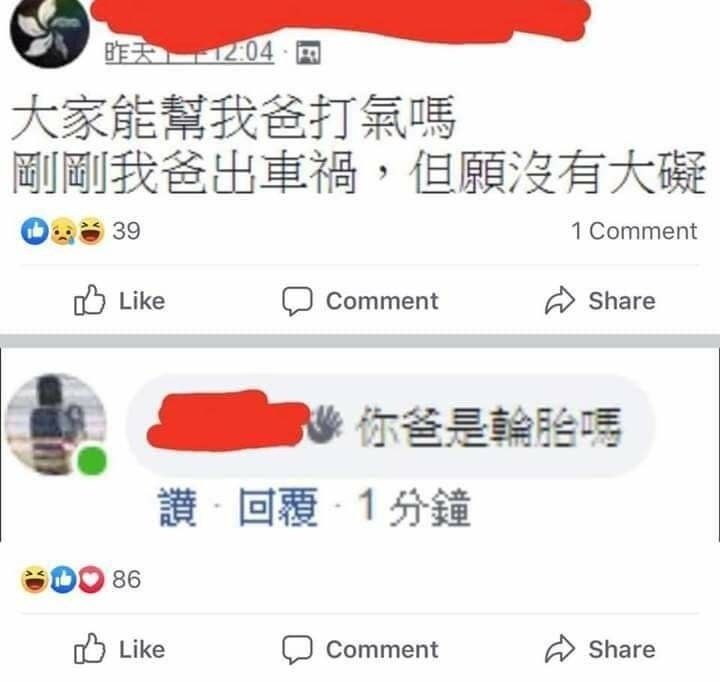 昨天 12:04
大家能幫我爸打氣嗎
剛剛我爸出車禍，但願沒有大礙
39
1 Comment
Like Comment Share
你爸是輪胎嗎
讚 · 回覆 · 1 分鐘
86
Like Comment Share